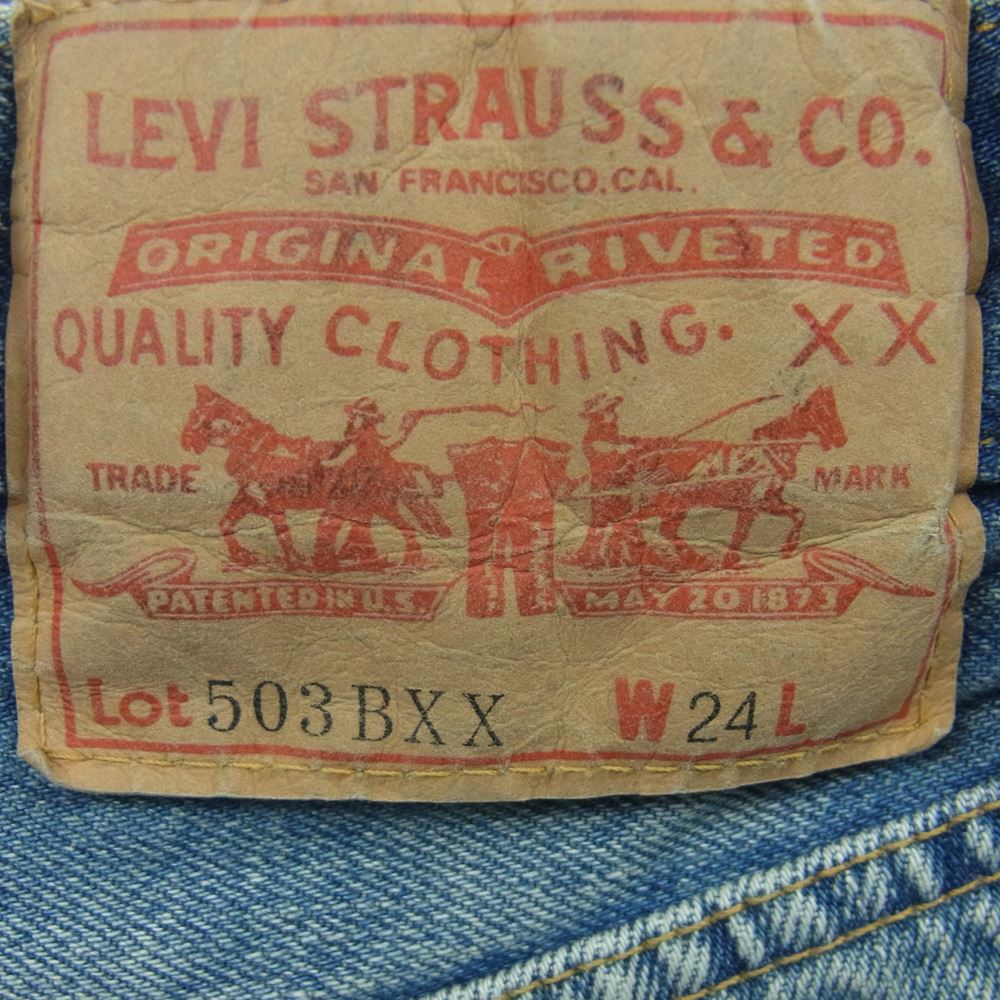 LEVI STRAUSS & CO.
SAN FRANCISCO. CAL.
ORIGINAL RIVETED
QUALITY CLOTHING. XX
TRADE MARK
PATENTED IN U.S. MAY 20 1873
Lot 503BXX W 24 L